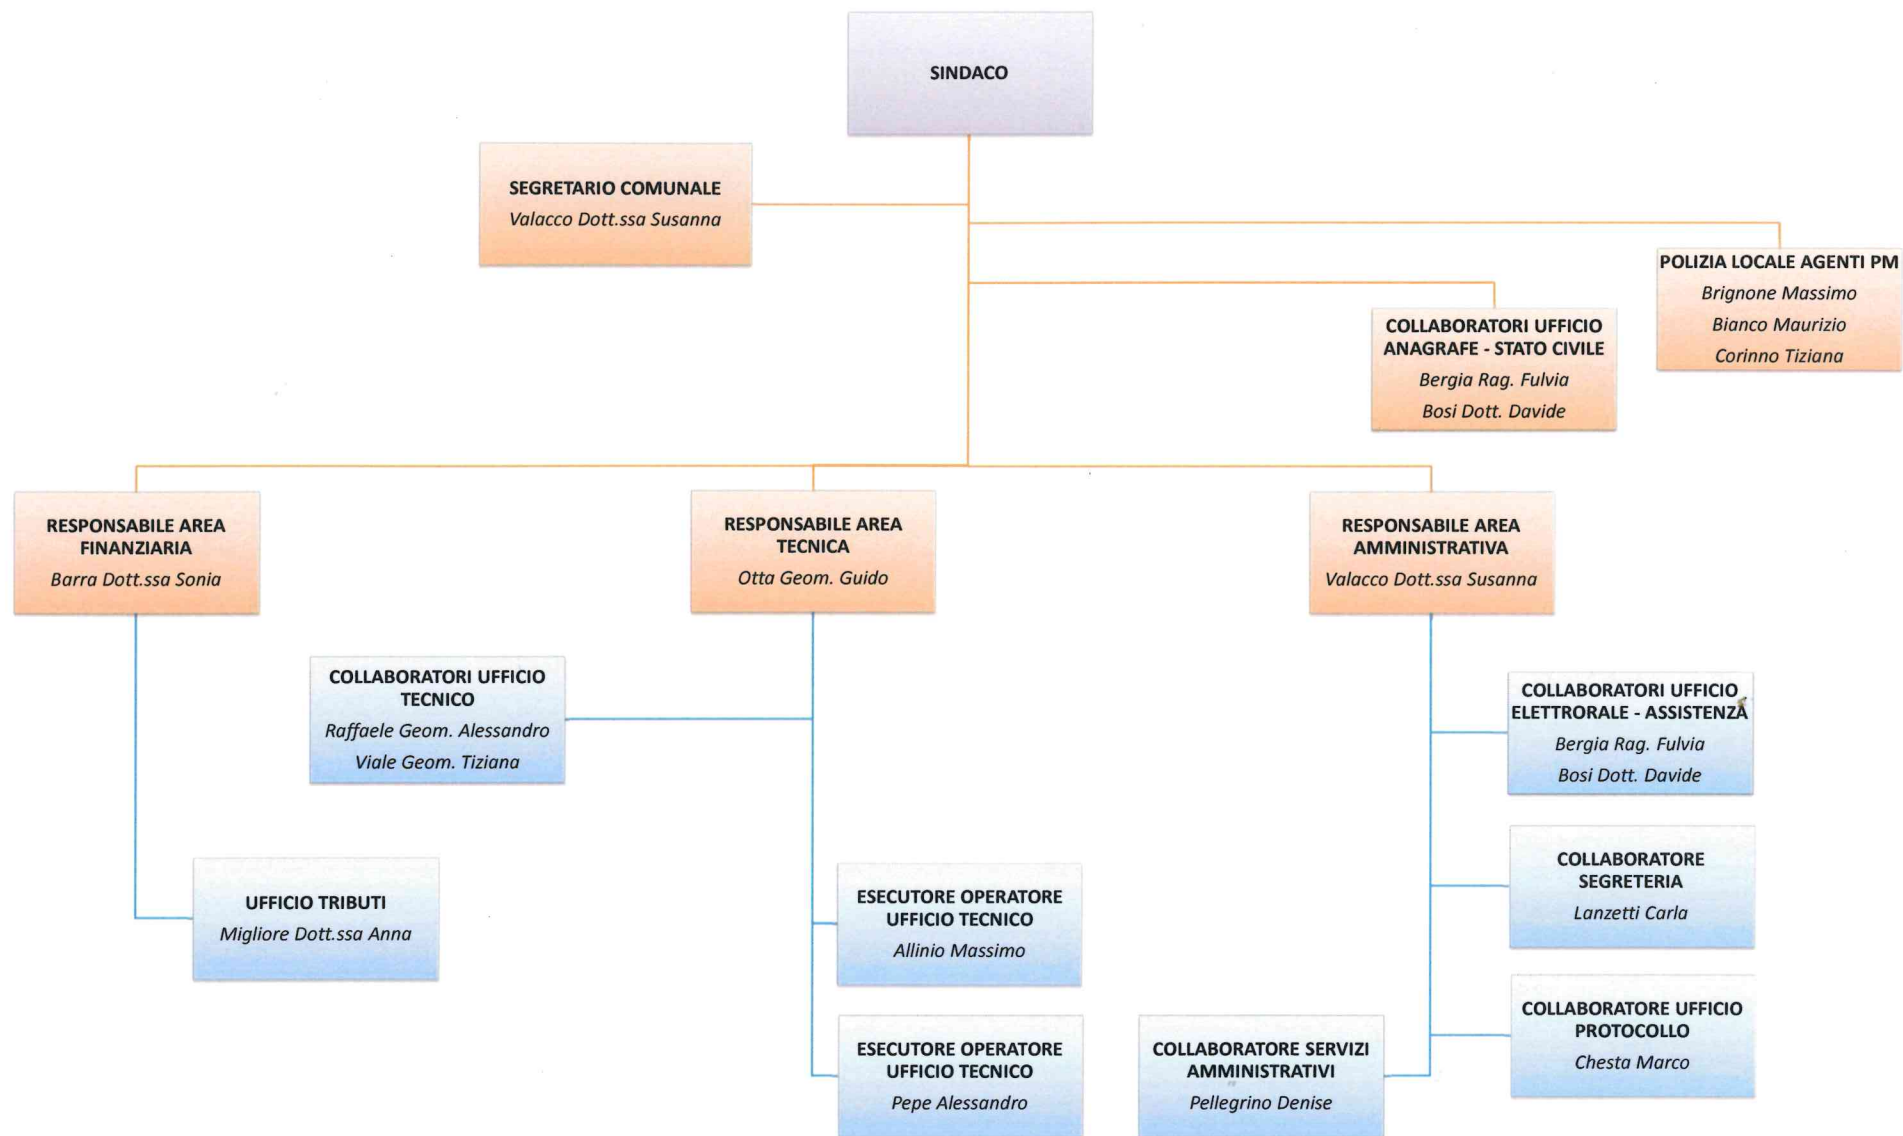 SINDACO
SEGRETARIO COMUNALE
Valacco Dott.ssa Susanna
POLIZIA LOCALE AGENTI PM
Brignone Massimo
Bianco Maurizio
Corinno Tiziana
COLLABORATORI UFFICIO
ANAGRAFE - STATO CIVILE
Bergia Rag. Fulvia
Bosi Dott. Davide
RESPONSABILE AREA
FINANZIARIA
Barra Dott.ssa Sonia
RESPONSABILE AREA
TECNICA
Otta Geom. Guido
RESPONSABILE AREA
AMMINISTRATIVA
Valacco Dott.ssa Susanna
COLLABORATORI UFFICIO
TECNICO
Raffaele Geom. Alessandro
Viale Geom. Tiziana
COLLABORATORI UFFICIO
ELETTRORALE - ASSISTENZA
Bergia Rag. Fulvia
Bosi Dott. Davide
UFFICIO TRIBUTI
Migliore Dott.ssa Anna
ESECUTORE OPERATORE
UFFICIO TECNICO
Allinio Massimo
COLLABORATORE
SEGRETERIA
Lanzetti Carla
ESECUTORE OPERATORE
UFFICIO TECNICO
Pepe Alessandro
COLLABORATORE SERVIZI
AMMINISTRATIVI
Pellegrino Denise
COLLABORATORE UFFICIO
PROTOCOLLO
Chesta Marco